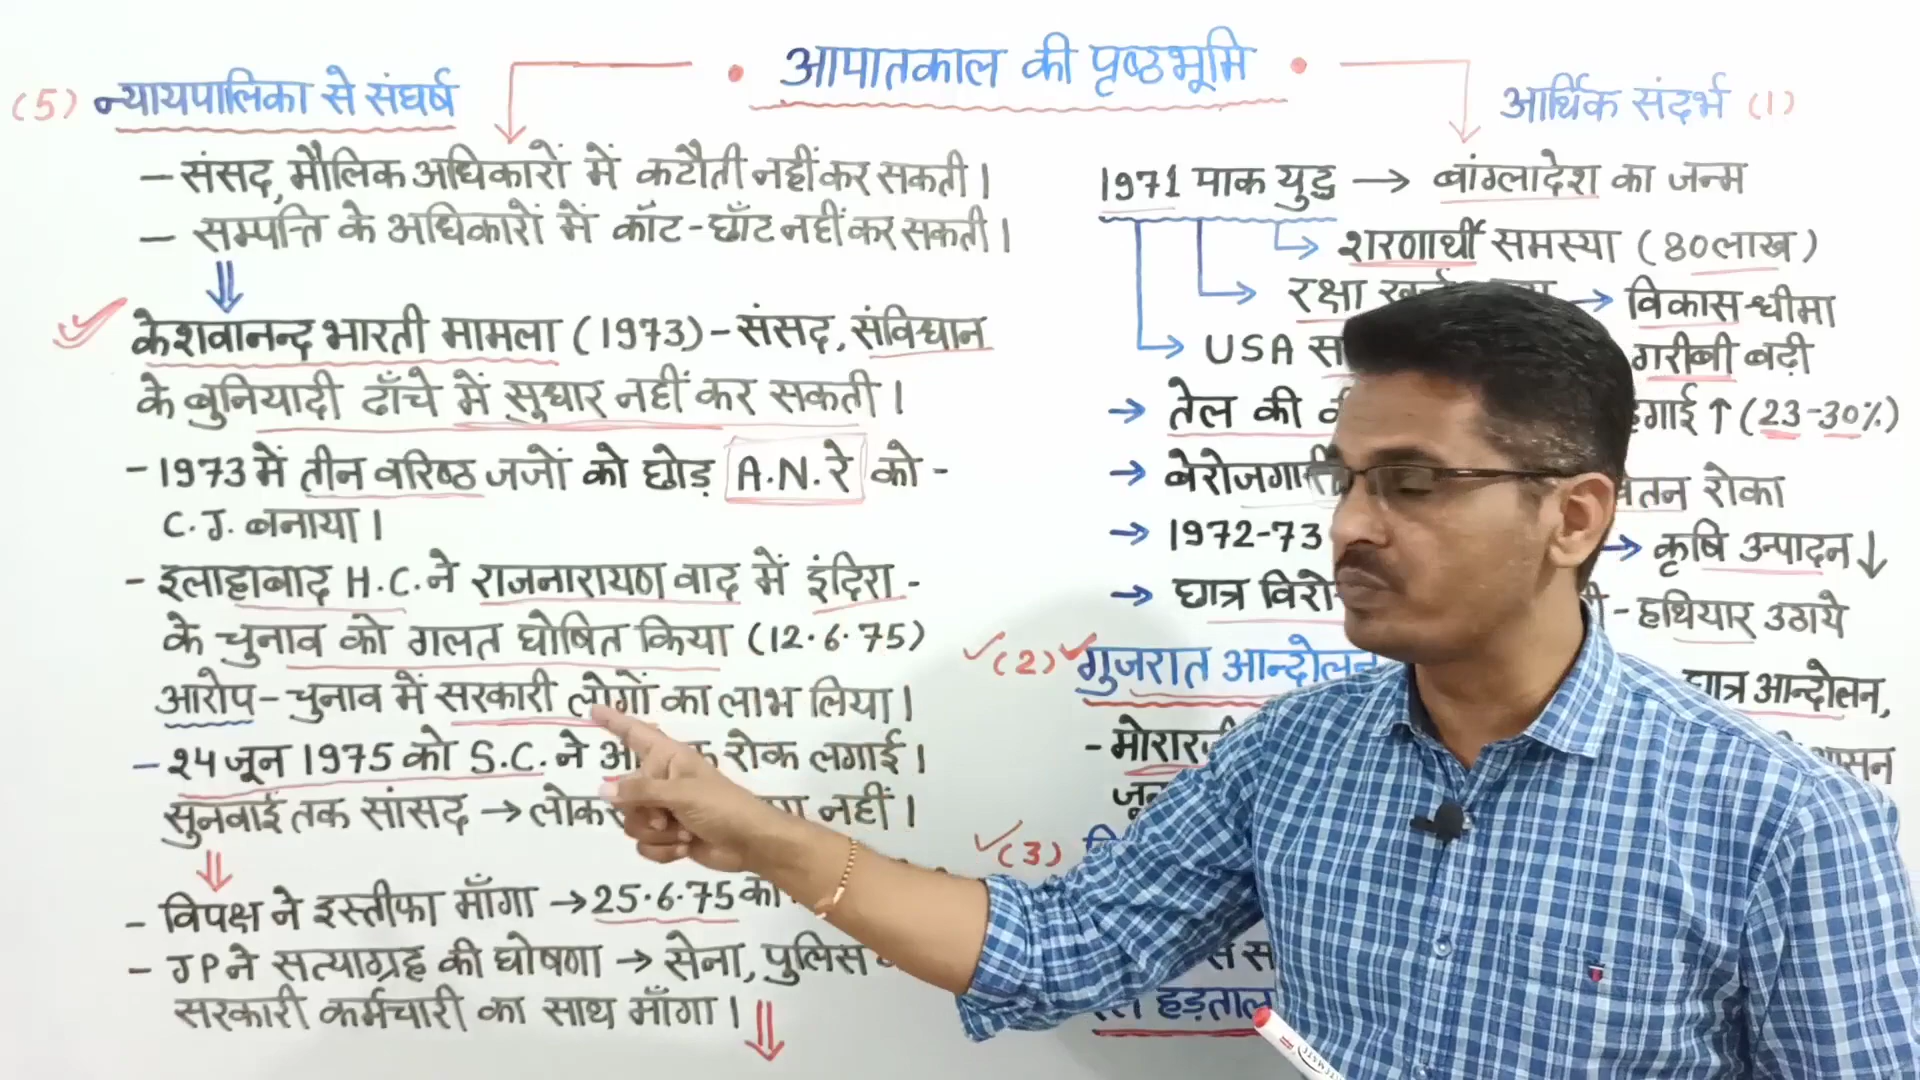 आपातकाल की पृष्ठभूमि
(5) न्यायपालिका से संघर्ष
- संसद, मौलिक अधिकारों में कटौती नहीं कर सकती।
- सम्पत्ति के अधिकारों में काँट-छाँट नहीं कर सकती।
केशवानन्द भारती मामला (1973) - संसद, संविधान
के बुनियादी ढाँचे में सुधार नहीं कर सकती।
- 1973 में तीन वरिष्ठ जजों को छोड़ A.N. रे को -
C.J. बनाया।
- इलाहाबाद H.C. ने राजनारायण वाद में इंदिरा -
के चुनाव को गलत घोषित किया (12.6.75)
आरोप - चुनाव में सरकारी लोगों का लाभ लिया।
- 24 जून 1975 को S.C. ने रोक लगाई।
सुनवाई तक सांसद → नहीं।
- विपक्ष ने इस्तीफा माँगा → 25.6.75 को
- JP ने सत्याग्रह की घोषणा → सेना, पुलिस
सरकारी कर्मचारी का साथ माँगा।
आर्थिक संदर्भ (1)
1971 पाक युद्ध → बांग्लादेश का जन्म
शरणार्थी समस्या (80 लाख)
रक्षा → विकास धीमा
USA गरीबी बढ़ी
→ तेल की ↑ (23-30%)
→ रोका
→ 1972-73 → कृषि उत्पादन ↓
→ छात्र - हथियार उठाये
(2) गुजरात आन्दोलन छात्र आन्दोलन,
(3)
हड़ताल